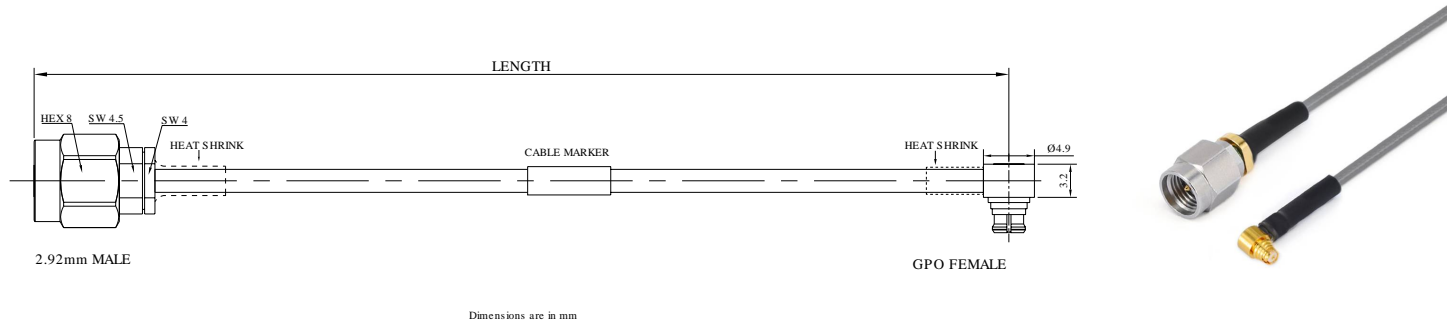 LENGTH
HEX 8
SW 4.5
SW 4
HEAT SHRINK
CABLE MARKER
HEAT SHRINK
Ø4.9
3.2
2.92mm MALE
GPO FEMALE
Dimensions are in mm